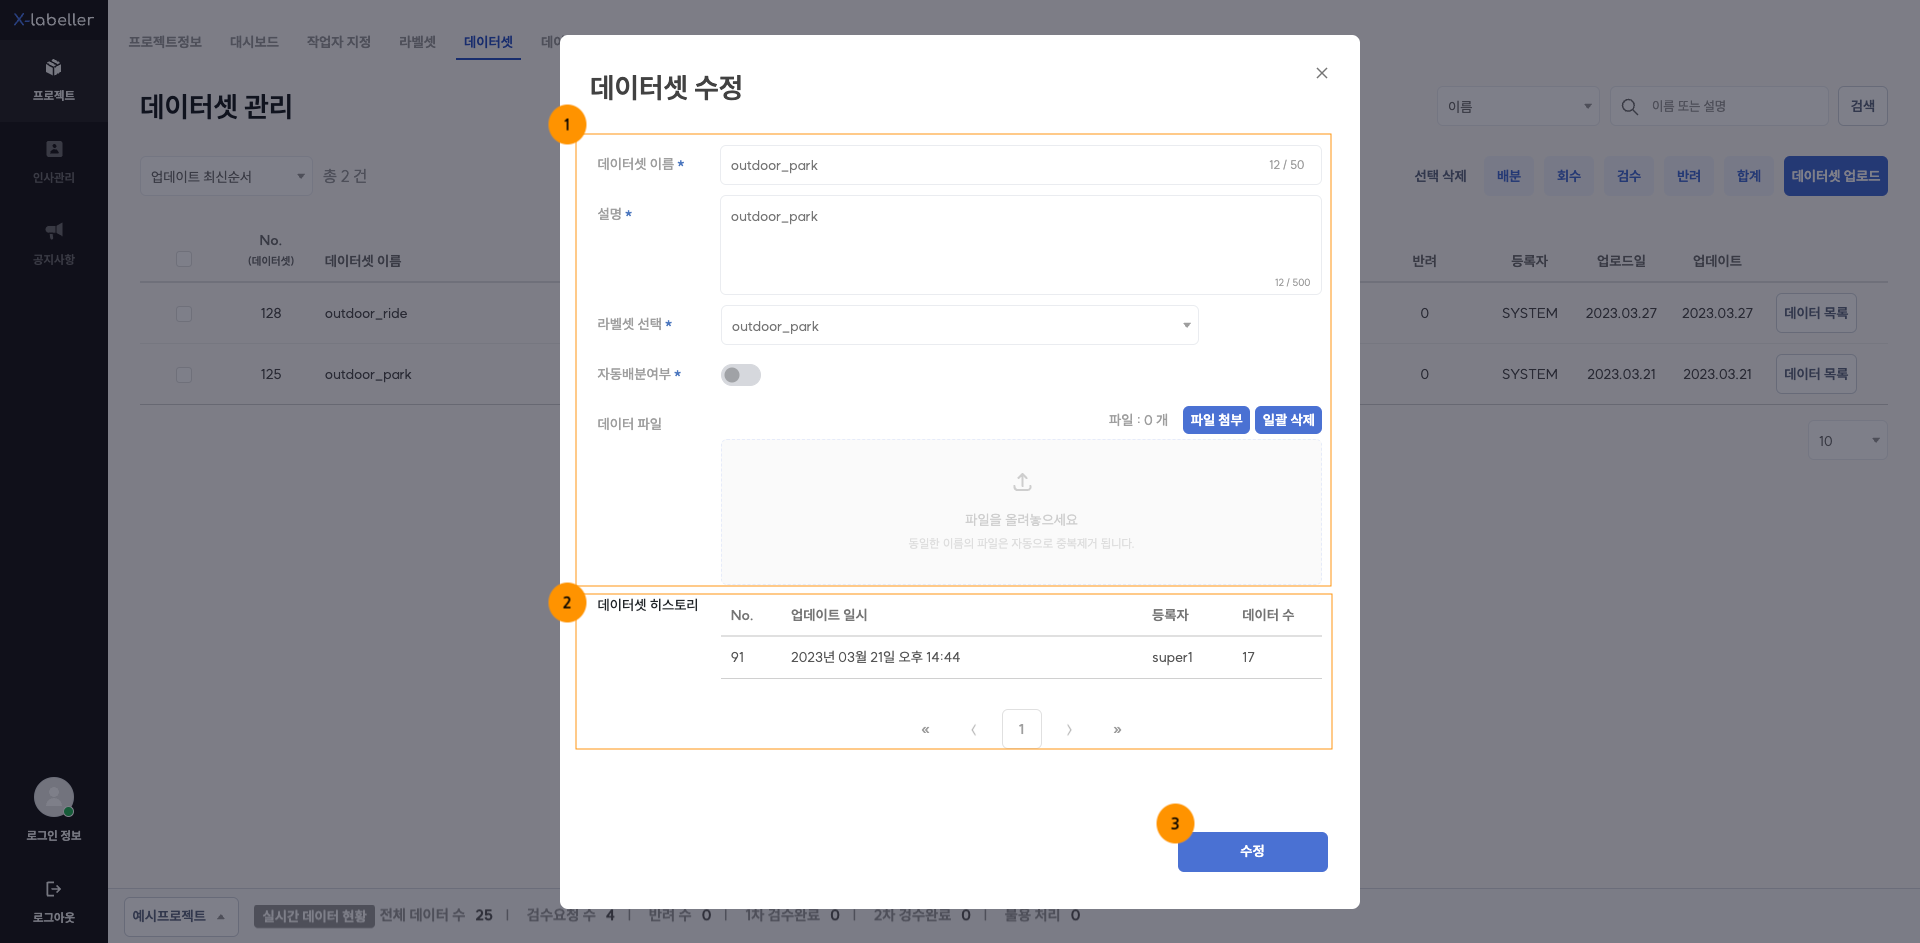 X-labeller
프로젝트
인사관리
공지사항
로그인 정보
로그아웃
프로젝트정보 대시보드 작업자 지정 라벨셋 데이터셋
데이터셋 관리
이름
이름 또는 설명
검색
업데이트 최신순서
총 2 건
선택 삭제 배분 회수 검수 반려 합계 데이터셋 업로드
No.
(데이터셋) 데이터셋 이름 반려 등록자 업로드일 업데이트
128 outdoor_ride 0 SYSTEM 2023.03.27 2023.03.27 데이터 목록
125 outdoor_park 0 SYSTEM 2023.03.21 2023.03.21 데이터 목록
10
데이터셋 수정
1
데이터셋 이름 * outdoor_park 12 / 50
설명 * outdoor_park
12 / 500
라벨셋 선택 * outdoor_park
자동배분여부 *
데이터 파일 파일 : 0 개 파일 첨부 일괄 삭제
파일을 올려놓으세요
동일한 이름의 파일은 자동으로 중복제거 됩니다
2
데이터셋 히스토리
No. 업데이트 일시 등록자 데이터 수
91 2023년 03월 21일 오후 14:44 super1 17
« 〈 1 〉 »
3
수정
예시프로젝트 실시간 데이터 현황 전체 데이터 수 25 | 검수요청 수 4 | 반려 수 0 | 1차 검수완료 0 | 2차 검수완료 0 | 불용 처리 0